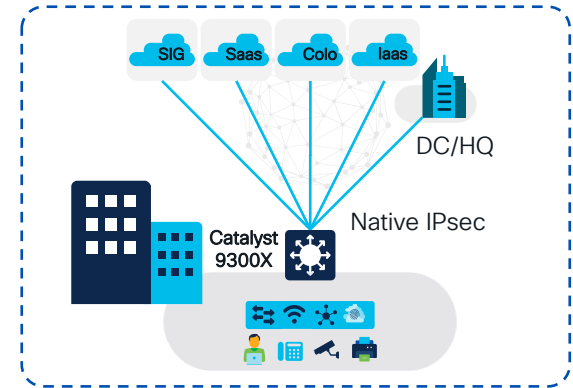 SIG
Saas
Colo
Iaas
DC/HQ
Native IPsec
Catalyst
9300X